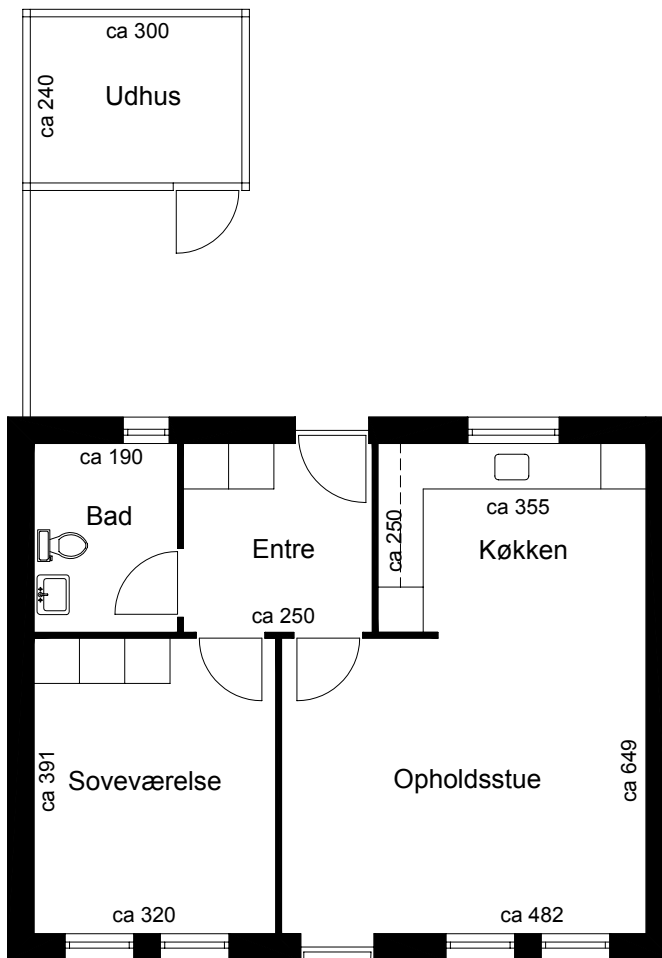 ca 300
ca 240
Udhus
ca 190
Bad
Entre
ca 250
ca 250
ca 355
Køkken
ca 391
Soveværelse
ca 320
Opholdsstue
ca 649
ca 482